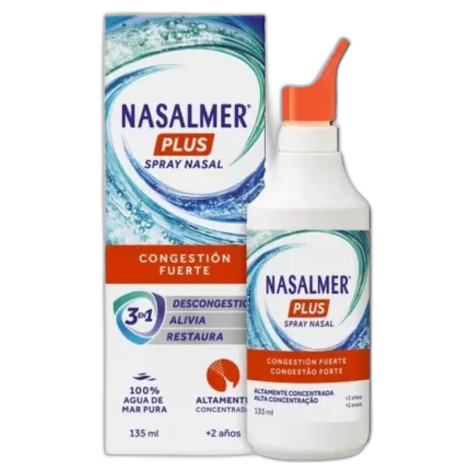 NASALMER®
PLUS
SPRAY NASAL
CONGESTIÓN
FUERTE
3EN1
DESCONGESTIO
ALIVIA
RESTAURA
100%
AGUA DE
MAR PURA
ALTAMENTE
CONCENTRADA
135 ml
+2 años
NASALMER®
PLUS
SPRAY NASAL
CONGESTIÓN FUERTE
CONGESTÃO FORTE
ALTAMENTE CONCENTRADA
ALTA CONCENTRAÇÃO
+2 años
+2 anos
135 ml